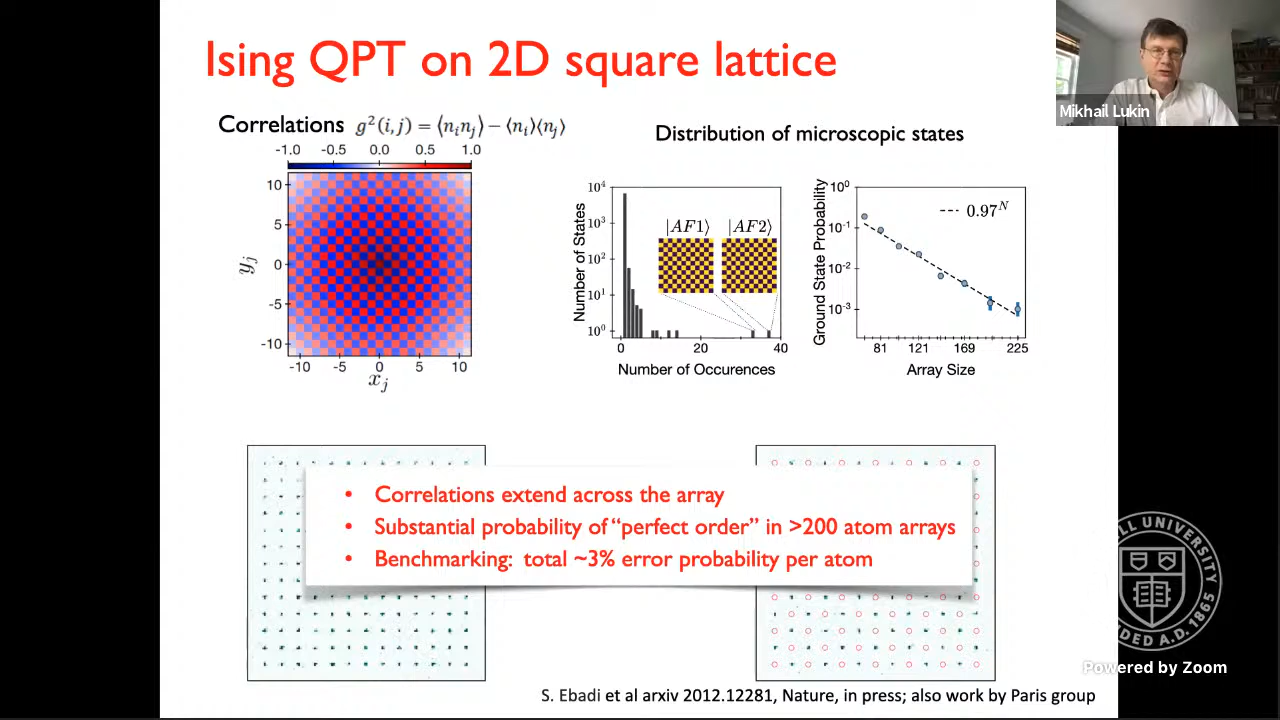 Ising QPT on 2D square lattice
Mikhail Lukin
Correlations g²(i, j) = ⟨nᵢnⱼ⟩ − ⟨nᵢ⟩⟨nⱼ⟩
-1.0 -0.5 0.0 0.5 1.0
10
5
0
-5
-10
yⱼ
-10 -5 0 5 10
xⱼ
Distribution of microscopic states
Number of States
10⁴
10³
10²
10¹
10⁰
|AF1⟩ |AF2⟩
0 20 40
Number of Occurences
Ground State Probability
10⁰
10⁻¹
10⁻²
10⁻³
0.97ᴺ
81 121 169 225
Array Size
• Correlations extend across the array
• Substantial probability of “perfect order” in >200 atom arrays
• Benchmarking: total ~3% error probability per atom
S. Ebadi et al arxiv 2012.12281, Nature, in press; also work by Paris group
LL UNIVERSITY
DED A.D. 1865
Powered by Zoom